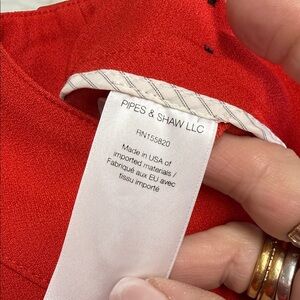 PIPES & SHAW LLC
RN155820
Made in USA of
imported materials /
Fabriqué aux EU avec
tissu importé